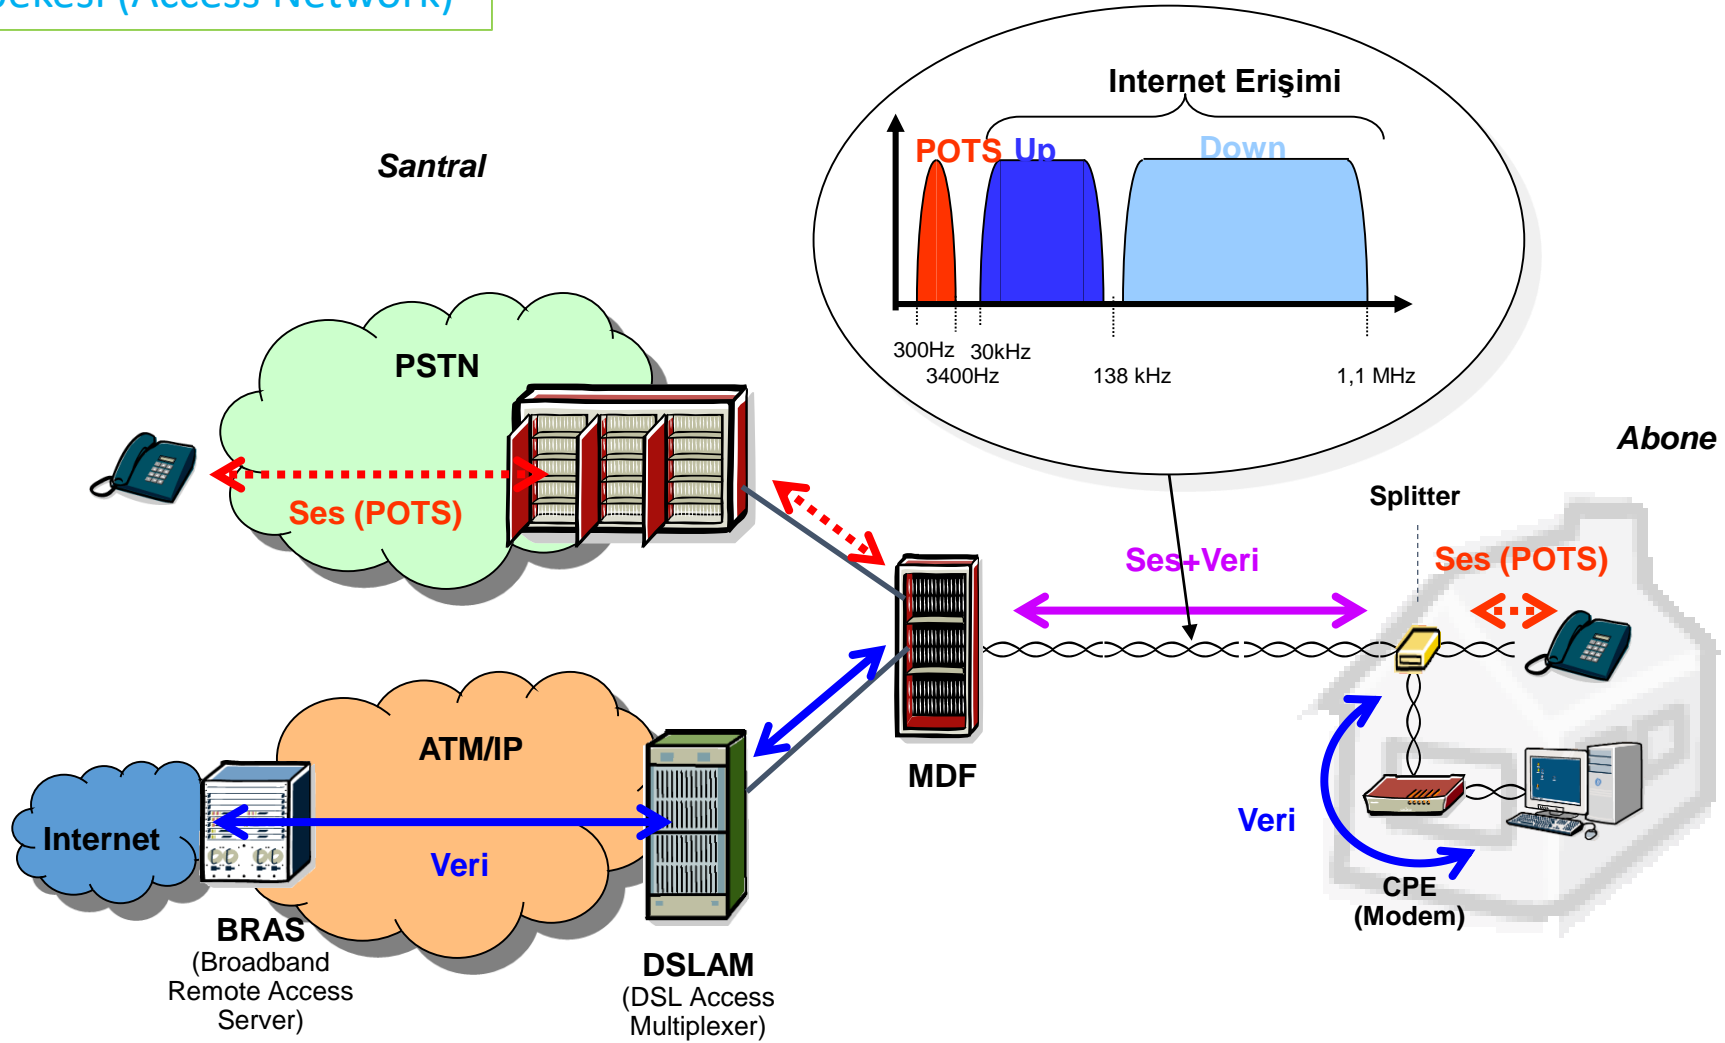 (Access Network)
Internet Erişimi
POTS Up Down
Santral
300Hz 30kHz
3400Hz 138 kHz 1,1 MHz
PSTN
Abone
Splitter
Ses (POTS)
Ses+Veri
Ses (POTS)
ATM/IP
MDF
Internet
Veri
Veri
CPE
(Modem)
BRAS
(Broadband
Remote Access
Server)
DSLAM
(DSL Access
Multiplexer)